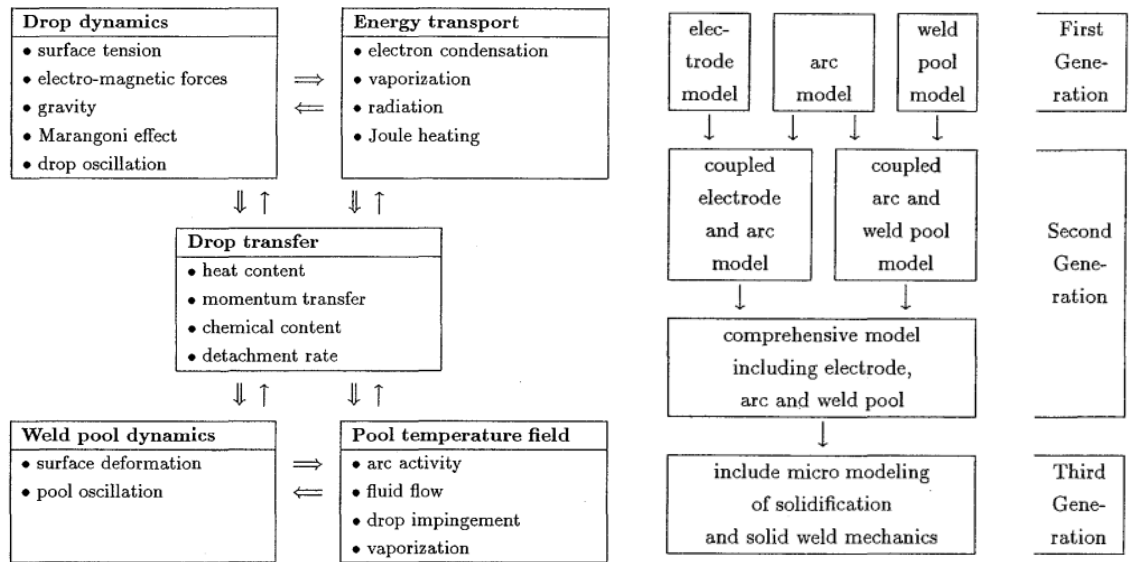 Drop dynamics
• surface tension
• electro-magnetic forces
• gravity
• Marangoni effect
• drop oscillation
⇒
⇐
Energy transport
• electron condensation
• vaporization
• radiation
• Joule heating
⇓ ↑
⇓ ↑
Drop transfer
• heat content
• momentum transfer
• chemical content
• detachment rate
⇓ ↑
⇓ ↑
Weld pool dynamics
• surface deformation
• pool oscillation
⇒
⇐
Pool temperature field
• arc activity
• fluid flow
• drop impingement
• vaporization
elec-
trode
model
arc
model
weld
pool
model
First
Gene-
ration
↓ ↓ ↓ ↓
coupled
electrode
and arc
model
coupled
arc and
weld pool
model
Second
Gene-
ration
↓ ↓
comprehensive model
including electrode,
arc and weld pool
↓
include micro modeling
of solidification
and solid weld mechanics
Third
Gene-
ration